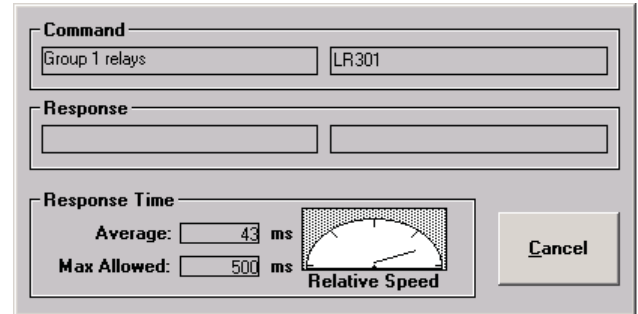 Command
Group 1 relays LR301
Response
Response Time
Average: 43 ms
Max Allowed: 500 ms
Relative Speed
Cancel